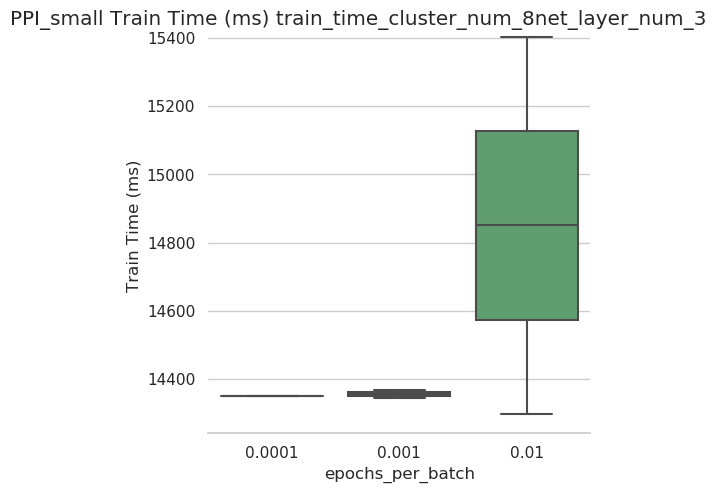 PPI_small Train Time (ms) train_time_cluster_num_8net_layer_num_3
15400
15200
15000
14800
14600
14400
Train Time (ms)
0.0001 0.001 0.01
epochs_per_batch